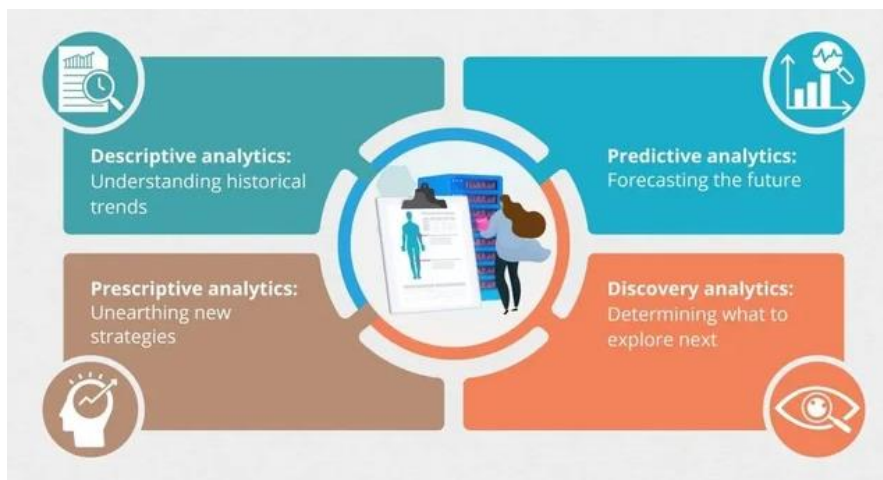 Descriptive analytics:
Understanding historical
trends
Predictive analytics:
Forecasting the future
Prescriptive analytics:
Unearthing new
strategies
Discovery analytics:
Determining what to
explore next